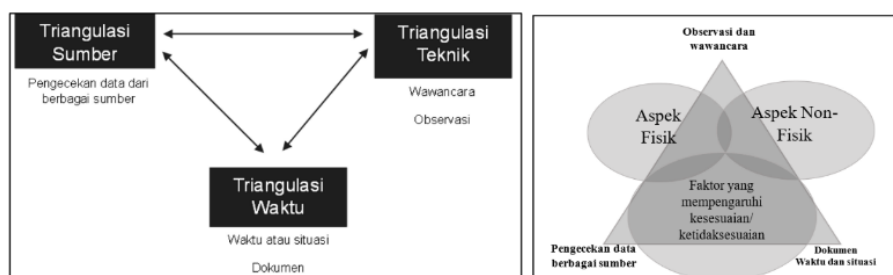 Triangulasi
Sumber
Pengecekan data dari
berbagai sumber
Triangulasi
Teknik
Wawancara
Observasi
Triangulasi
Waktu
Waktu atau situasi
Dokumen
Observasi dan
wawancara
Aspek
Fisik
Aspek Non-
Fisik
Faktor yang
mempengaruhi
kesesuaian/
ketidaksesuaian
Pengecekan data
berbagai sumber
Dokumen
Waktu dan situasi